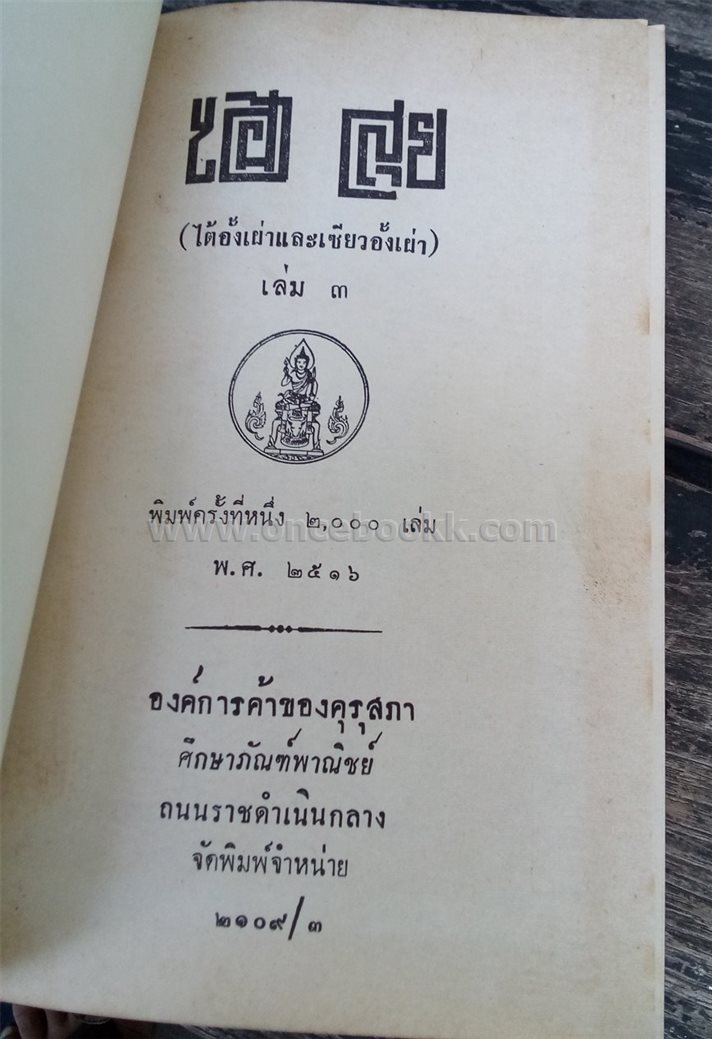 ไซอิ๋ว สุย
(ไต้อั้งเผ่าและเซียวอั้งเผ่า)
เล่ม ๓
พิมพ์ครั้งที่หนึ่ง ๒,๐๐๐ เล่ม
www.oncebookk.com
พ.ศ. ๒๕๑๖
องค์การค้าของคุรุสภา
ศึกษาภัณฑ์พาณิชย์
ถนนราชดำเนินกลาง
จัดพิมพ์จำหน่าย
๒๑๐๙/๓